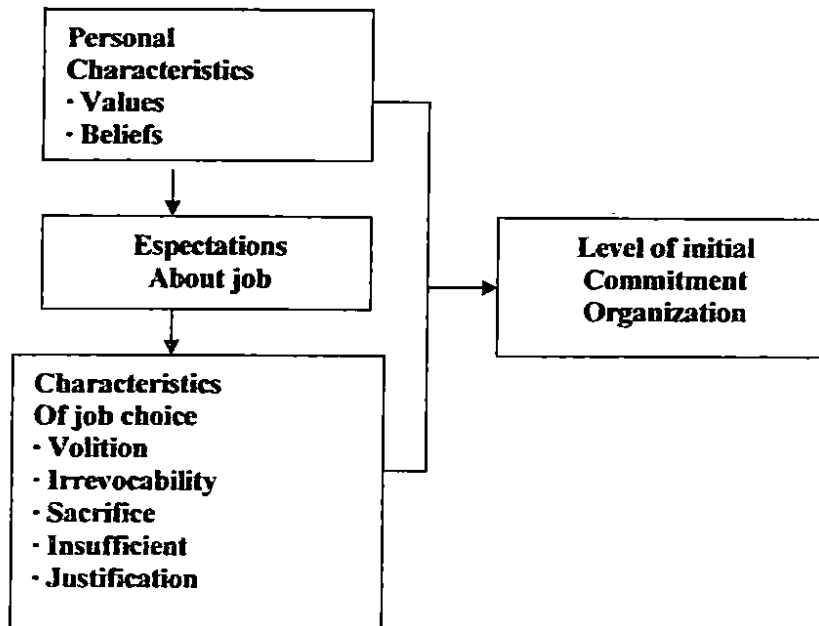 Personal
Characteristics
- Values
- Beliefs
Espectations
About job
Characteristics
Of job choice
- Volition
- Irrevocability
- Sacrifice
- Insufficient
- Justification
Level of initial
Commitment
Organization